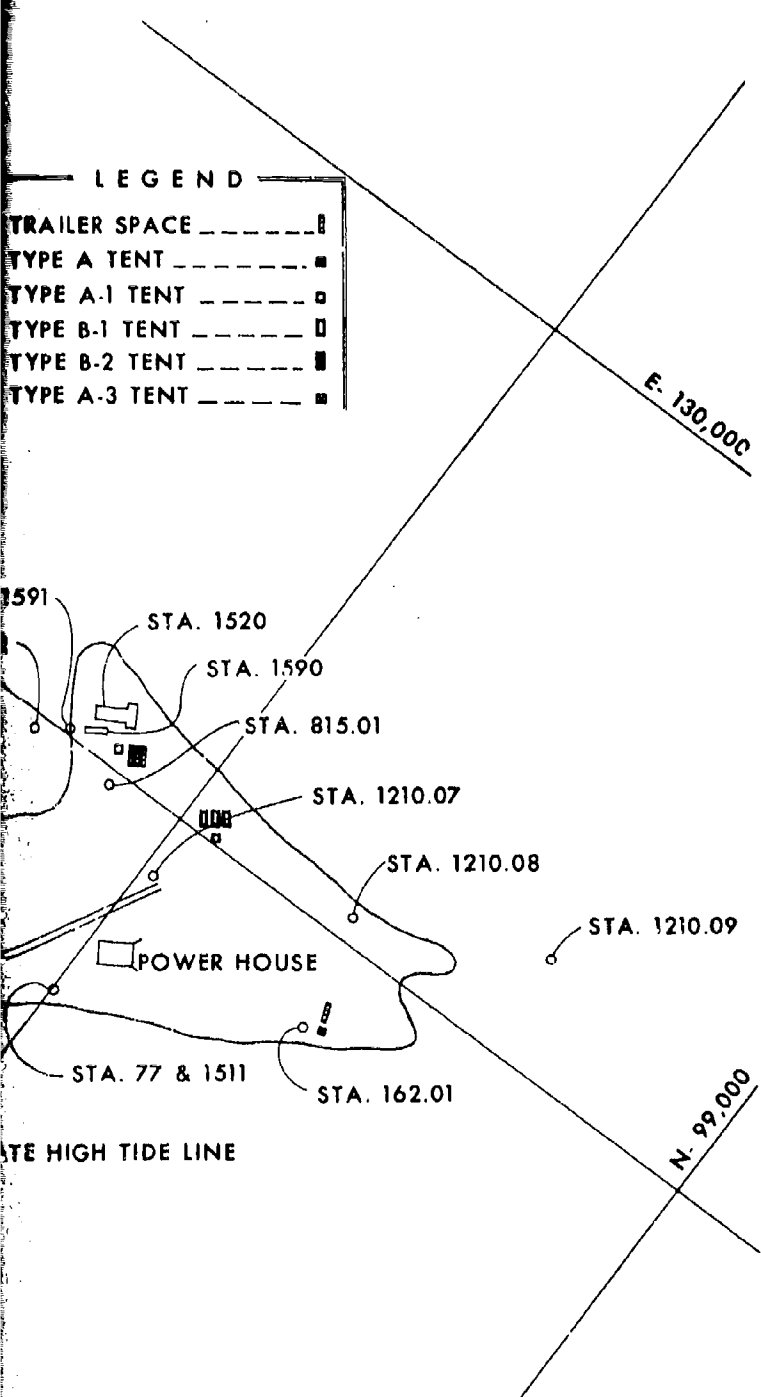 LEGEND
TRAILER SPACE
TYPE A TENT
TYPE A-1 TENT
TYPE B-1 TENT
TYPE B-2 TENT
TYPE A-3 TENT
E- 130,000
1591
STA. 1520
STA. 1590
STA. 815.01
STA. 1210.07
STA. 1210.08
STA. 1210.09
POWER HOUSE
STA. 77 & 1511
STA. 162.01
N- 99,000
ATE HIGH TIDE LINE